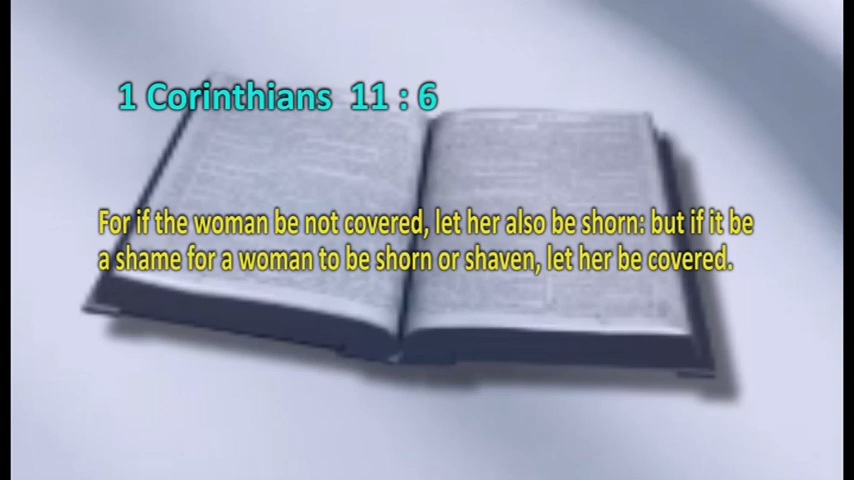 1 Corinthians 11 : 6
For if the woman be not covered, let her also be shorn: but if it be
a shame for a woman to be shorn or shaven, let her be covered.